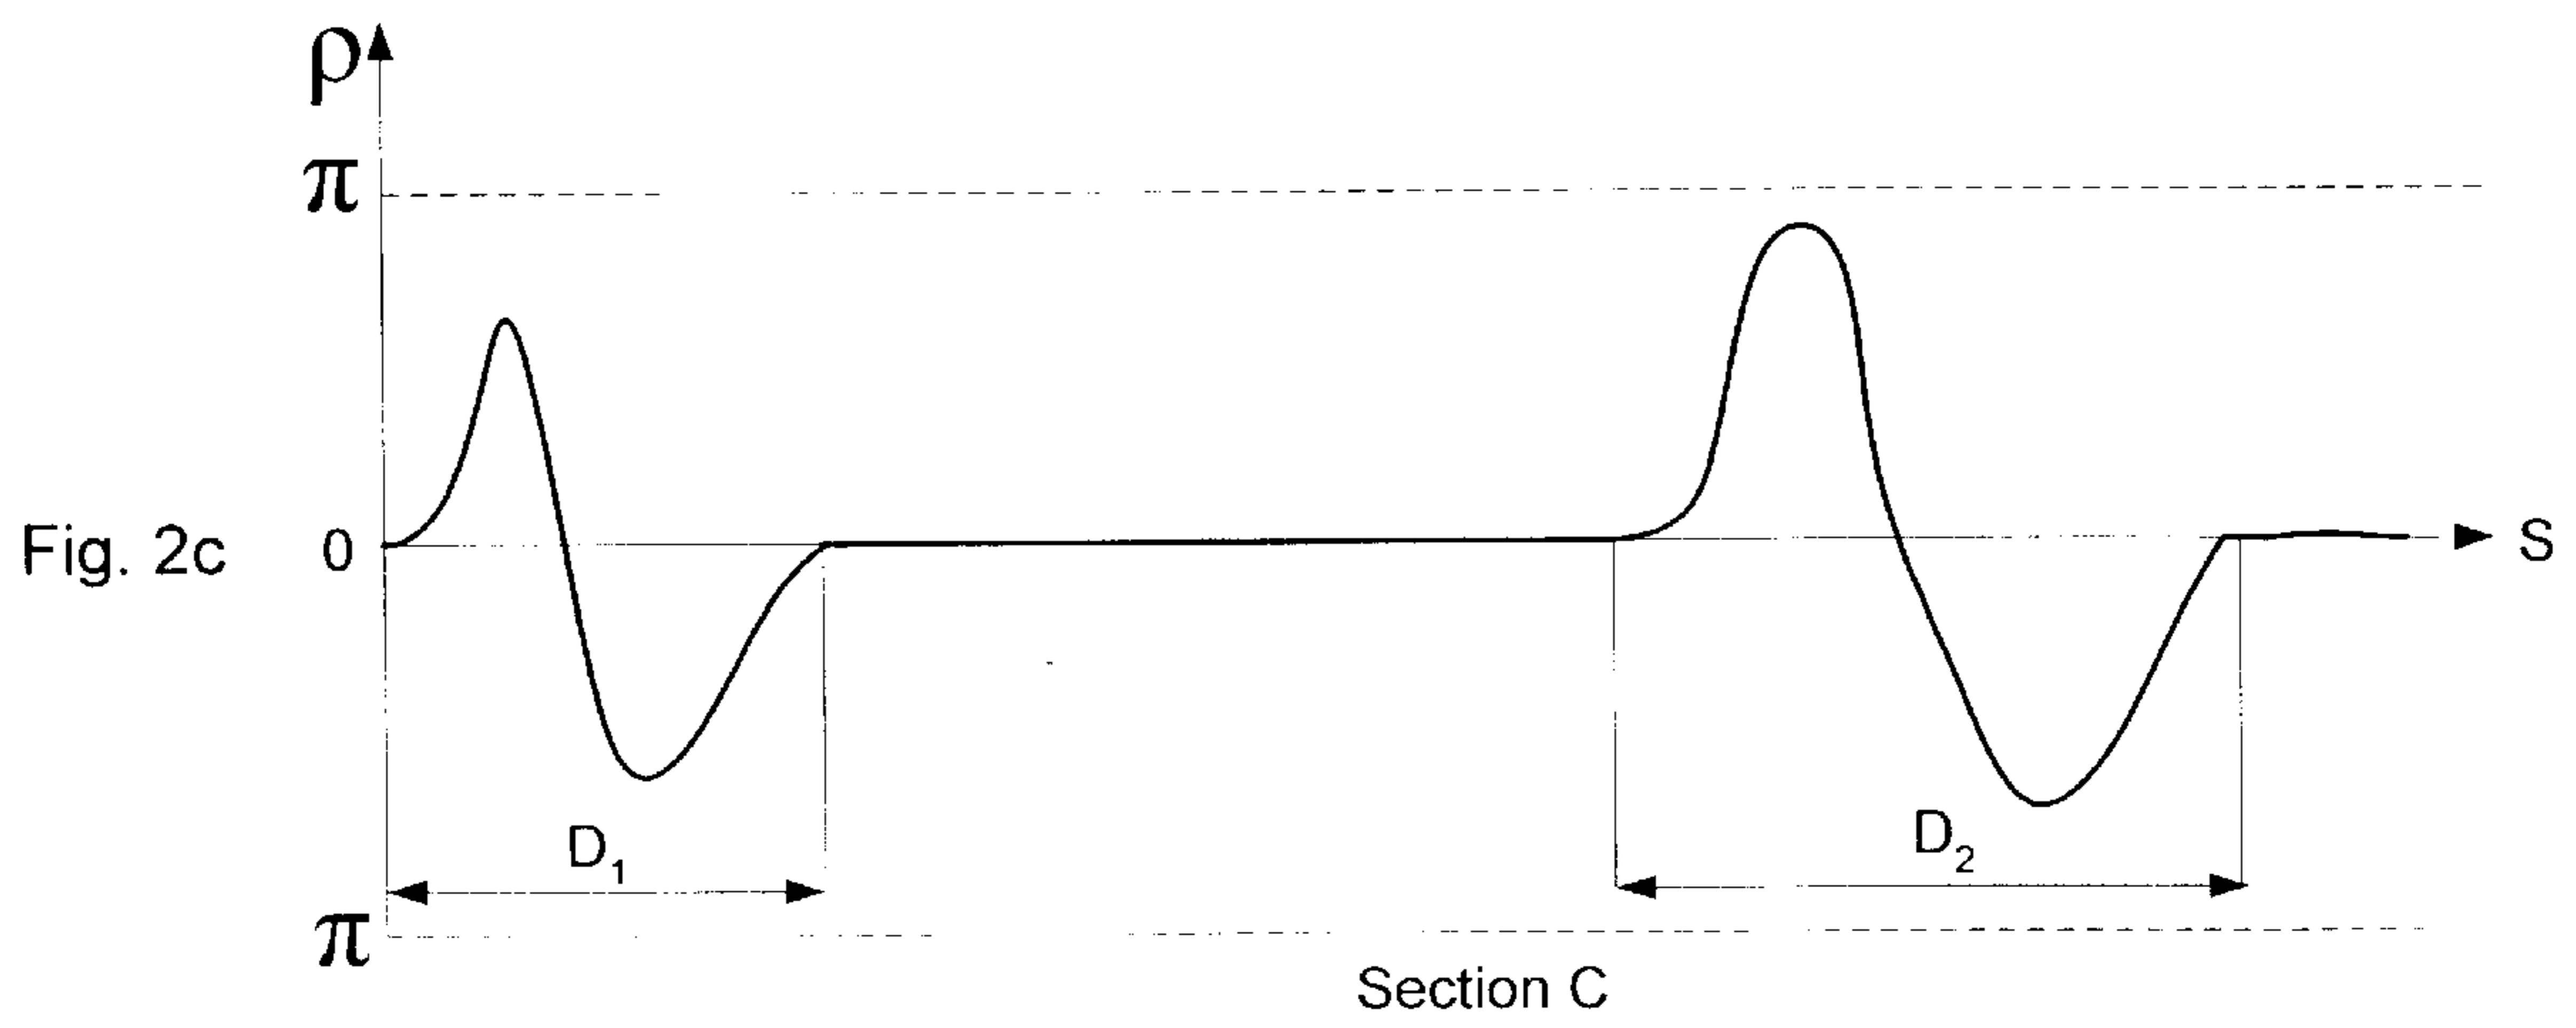 ρ
π
Fig. 2c
0
S
D₁
D₂
π
Section C